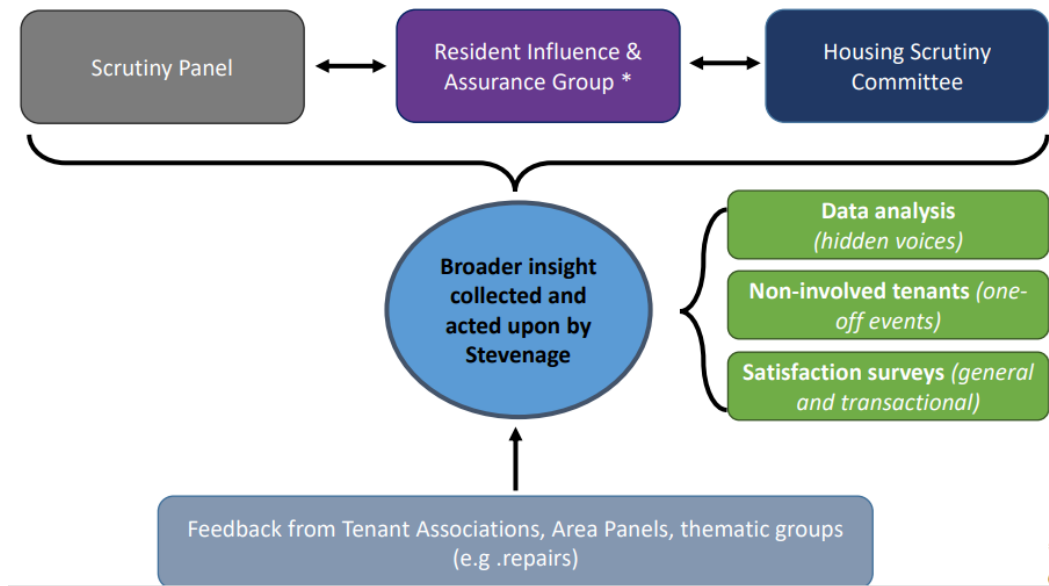 Scrutiny Panel
Resident Influence &
Assurance Group *
Housing Scrutiny
Committee
Broader insight
collected and
acted upon by
Stevenage
Data analysis
(hidden voices)
Non-involved tenants (one-
off events)
Satisfaction surveys (general
and transactional)
Feedback from Tenant Associations, Area Panels, thematic groups
(e.g .repairs)